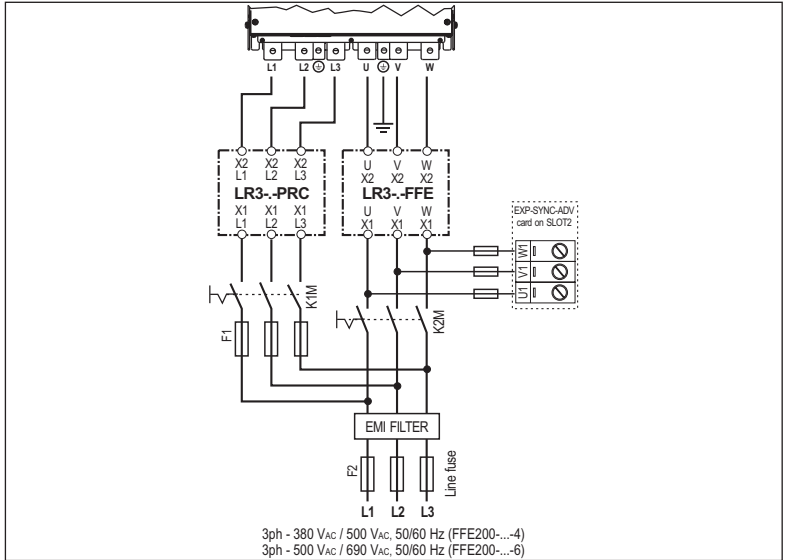 L1 L2 L3 U V W
X2 X2 X2 U V W
L1 L2 L3 X2 X2 X2
LR3-.-PRC LR3-.-FFE
X1 X1 X1 U V W
L1 L2 L3 X1 X1 X1
EXP-SYNC-ADV
card on SLOT2
W1
V1
U1
K1M
K2M
F1
EMI FILTER
F2
Line fuse
L1 L2 L3
3ph - 380 VAC / 500 VAC, 50/60 Hz (FFE200-...-4)
3ph - 500 VAC / 690 VAC, 50/60 Hz (FFE200-...-6)